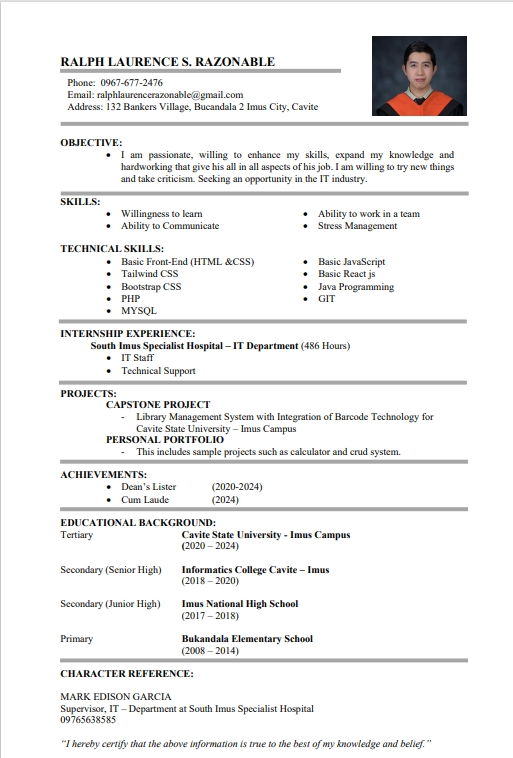 RALPH LAURENCE S. RAZONABLE
Phone: 0967-677-2476
Email: ralphlaurencerazonable@gmail.com
Address: 132 Bankers Village, Bucandala 2 Imus City, Cavite
OBJECTIVE:
• I am passionate, willing to enhance my skills, expand my knowledge and
hardworking that give his all in all aspects of his job. I am willing to try new things
and take criticism. Seeking an opportunity in the IT industry.
SKILLS:
• Willingness to learn
• Ability to Communicate
• Ability to work in a team
• Stress Management
TECHNICAL SKILLS:
• Basic Front-End (HTML &CSS)
• Tailwind CSS
• Bootstrap CSS
• PHP
• MYSQL
• Basic JavaScript
• Basic React js
• Java Programming
• GIT
INTERNSHIP EXPERIENCE:
South Imus Specialist Hospital – IT Department (486 Hours)
• IT Staff
• Technical Support
PROJECTS:
CAPSTONE PROJECT
- Library Management System with Integration of Barcode Technology for
Cavite State University – Imus Campus
PERSONAL PORTFOLIO
- This includes sample projects such as calculator and crud system.
ACHIEVEMENTS:
• Dean's Lister (2020-2024)
• Cum Laude (2024)
EDUCATIONAL BACKGROUND:
Tertiary Cavite State University - Imus Campus
(2020 – 2024)
Secondary (Senior High) Informatics College Cavite – Imus
(2018 – 2020)
Secondary (Junior High) Imus National High School
(2017 – 2018)
Primary Bukandala Elementary School
(2008 – 2014)
CHARACTER REFERENCE:
MARK EDISON GARCIA
Supervisor, IT – Department at South Imus Specialist Hospital
09765638585
“I hereby certify that the above information is true to the best of my knowledge and belief.”